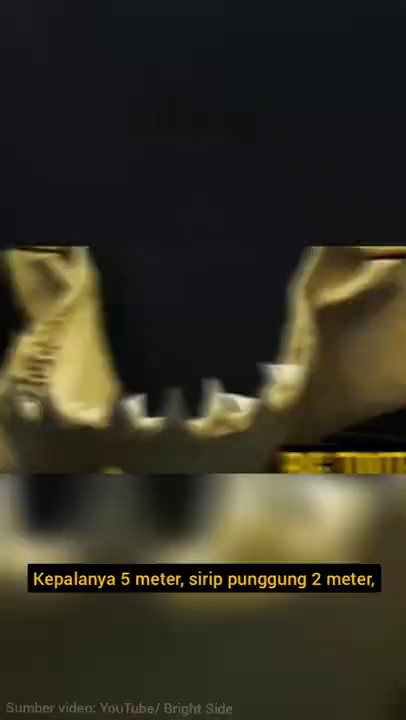 Kepalanya 5 meter, sirip punggung 2 meter,
Sumber video: YouTube/ Bright Side